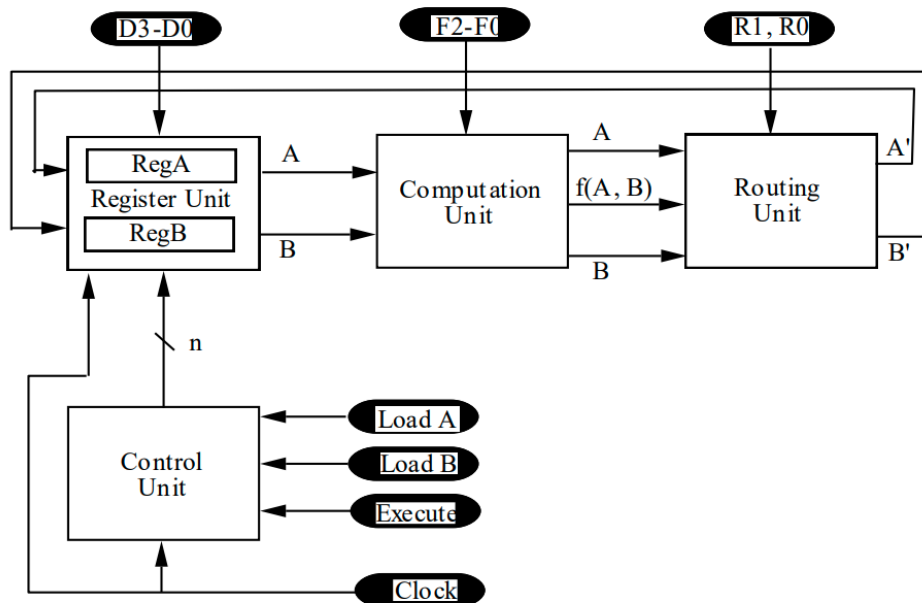 D3-D0
F2-F0
R1, R0
RegA
Register Unit
RegB
A
B
Computation
Unit
A
f(A, B)
B
Routing
Unit
A'
B'
n
Control
Unit
Load A
Load B
Execute
Clock